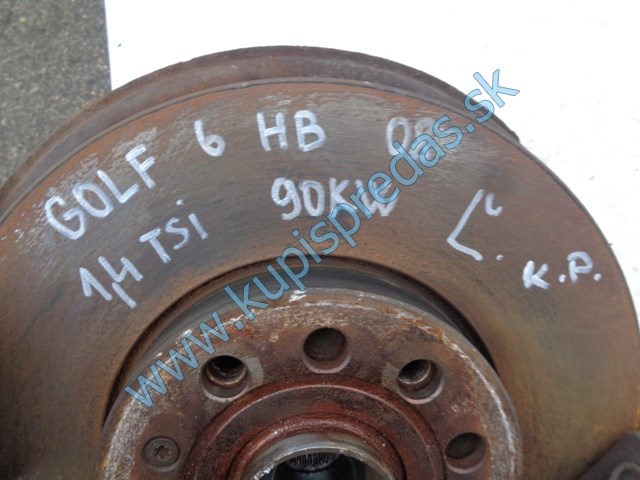 GOLF 6 HB
1,4 TSi 90KW Ľ. K.P.
www.kupispredas.sk